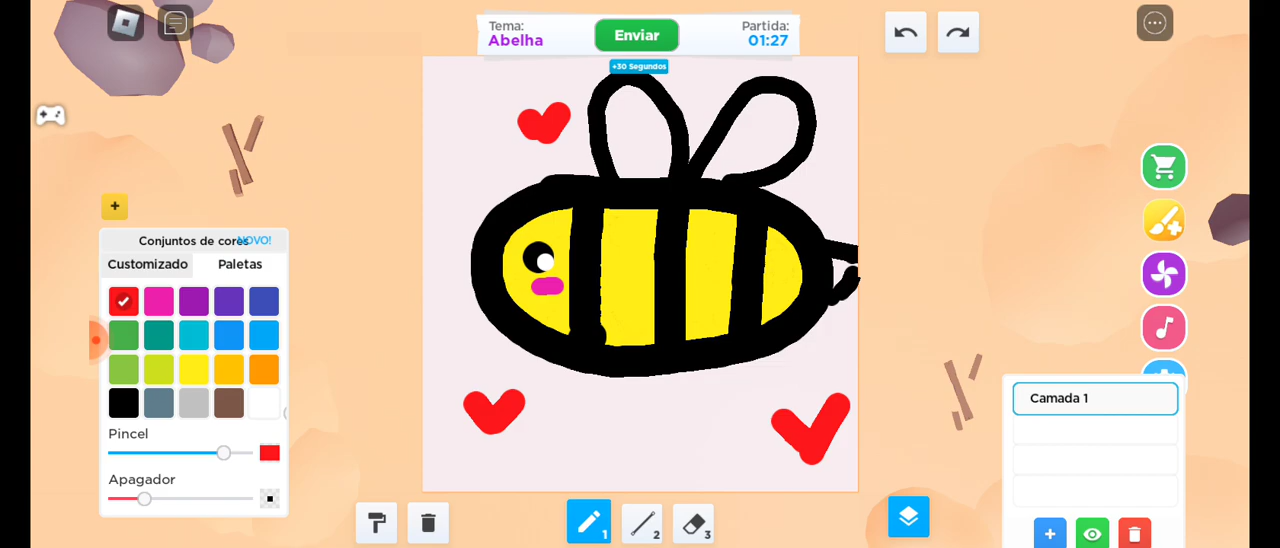 Tema:
Abelha
Enviar
Partida:
01:27
+30 Segundos
+
Conjuntos de cores
NOVO!
Customizado
Paletas
Pincel
Apagador
1
2
3
Camada 1
+